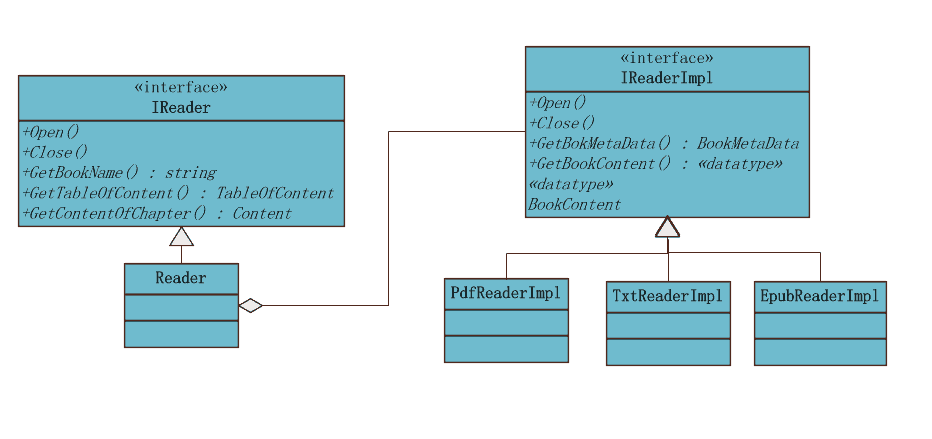 «interface»
IReader
+Open()
+Close()
+GetBookName() : string
+GetTableOfContent() : TableOfContent
+GetContentOfChapter() : Content
Reader
«interface»
IReaderImpl
+Open()
+Close()
+GetBokMetaData() : BookMetaData
+GetBookContent() : «datatype»
«datatype»
BookContent
PdfReaderImpl
TxtReaderImpl
EpubReaderImpl